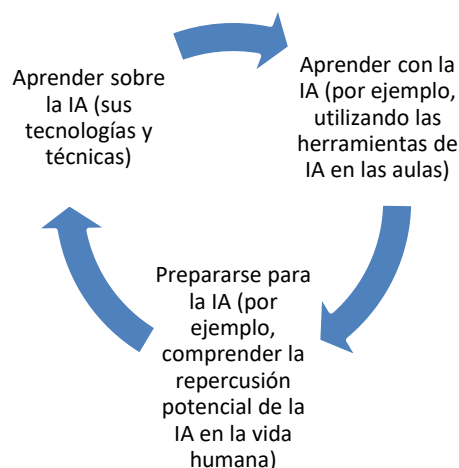 Aprender sobre
la IA (sus
tecnologías y
técnicas)
Aprender con la
IA (por ejemplo,
utilizando las
herramientas de
IA en las aulas)
Prepararse para
la IA (por
ejemplo,
comprender la
repercusión
potencial de la
IA en la vida
humana)